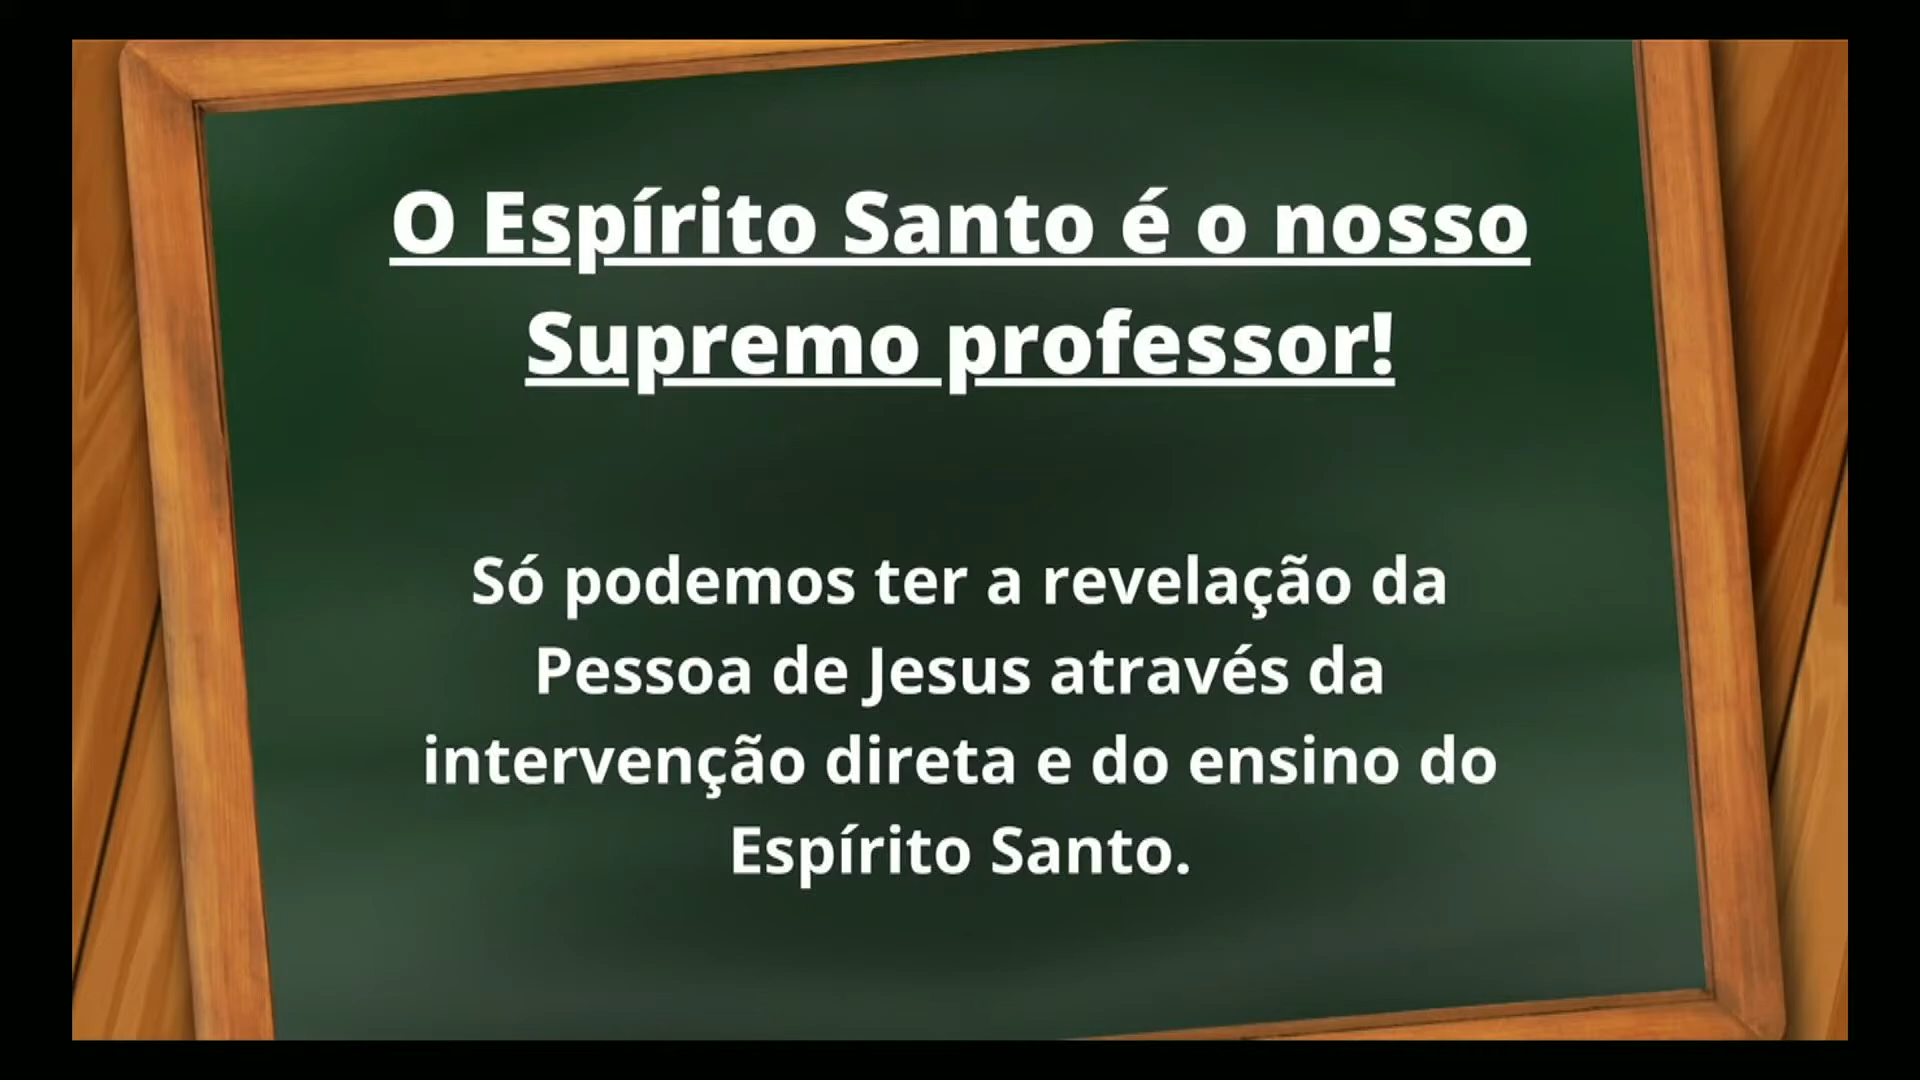 O Espírito Santo é o nosso
Supremo professor!
Só podemos ter a revelação da
Pessoa de Jesus através da
intervenção direta e do ensino do
Espírito Santo.